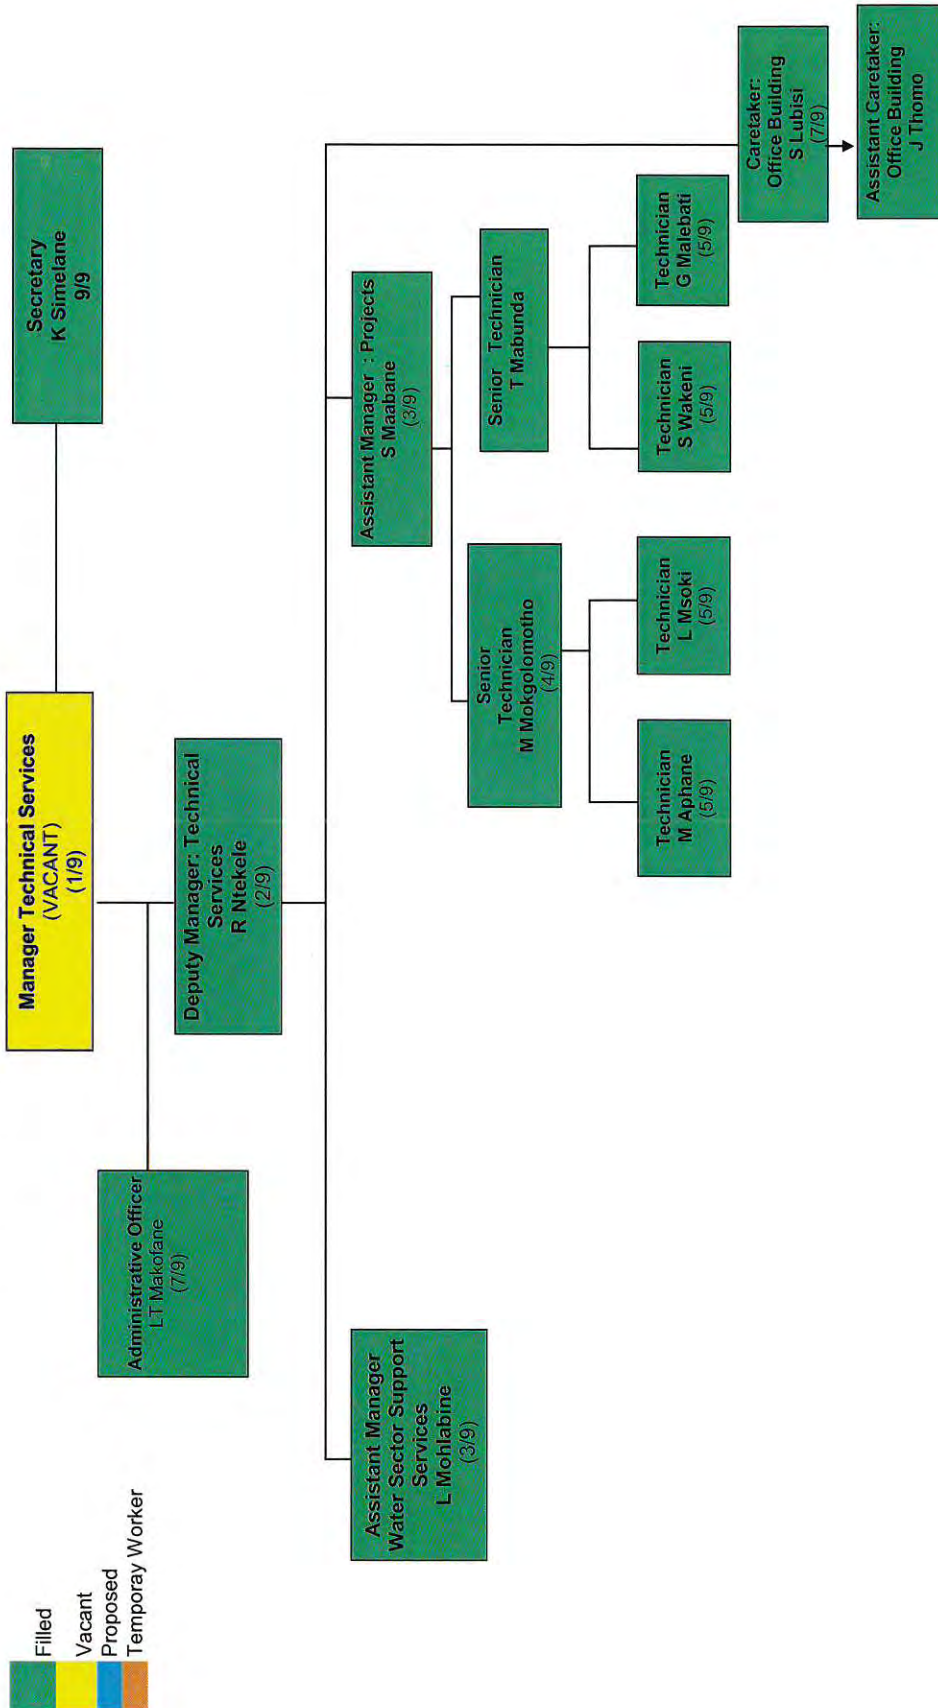 Filled
Vacant
Proposed
Temporay Worker
Manager Technical Services
(VACANT)
(1/9)
Secretary
K Simelane
9/9
Administrative Officer
LT Makofane
(7/9)
Deputy Manager: Technical
Services
R Ntekele
(2/9)
Assistant Manager
Water Sector Support
Services
L Mohlabine
(3/9)
Assistant Manager : Projects
S Maabane
(3/9)
Senior
Technician
M Mokgolomotho
(4/9)
Senior Technician
T Mabunda
Technician
M Aphane
(5/9)
Technician
L Msoki
(5/9)
Technician
S Wakeni
(5/9)
Technician
G Malebati
(5/9)
Caretaker:
Office Building
S Lubisi
(7/9)
Assistant Caretaker:
Office Building
J Thomo